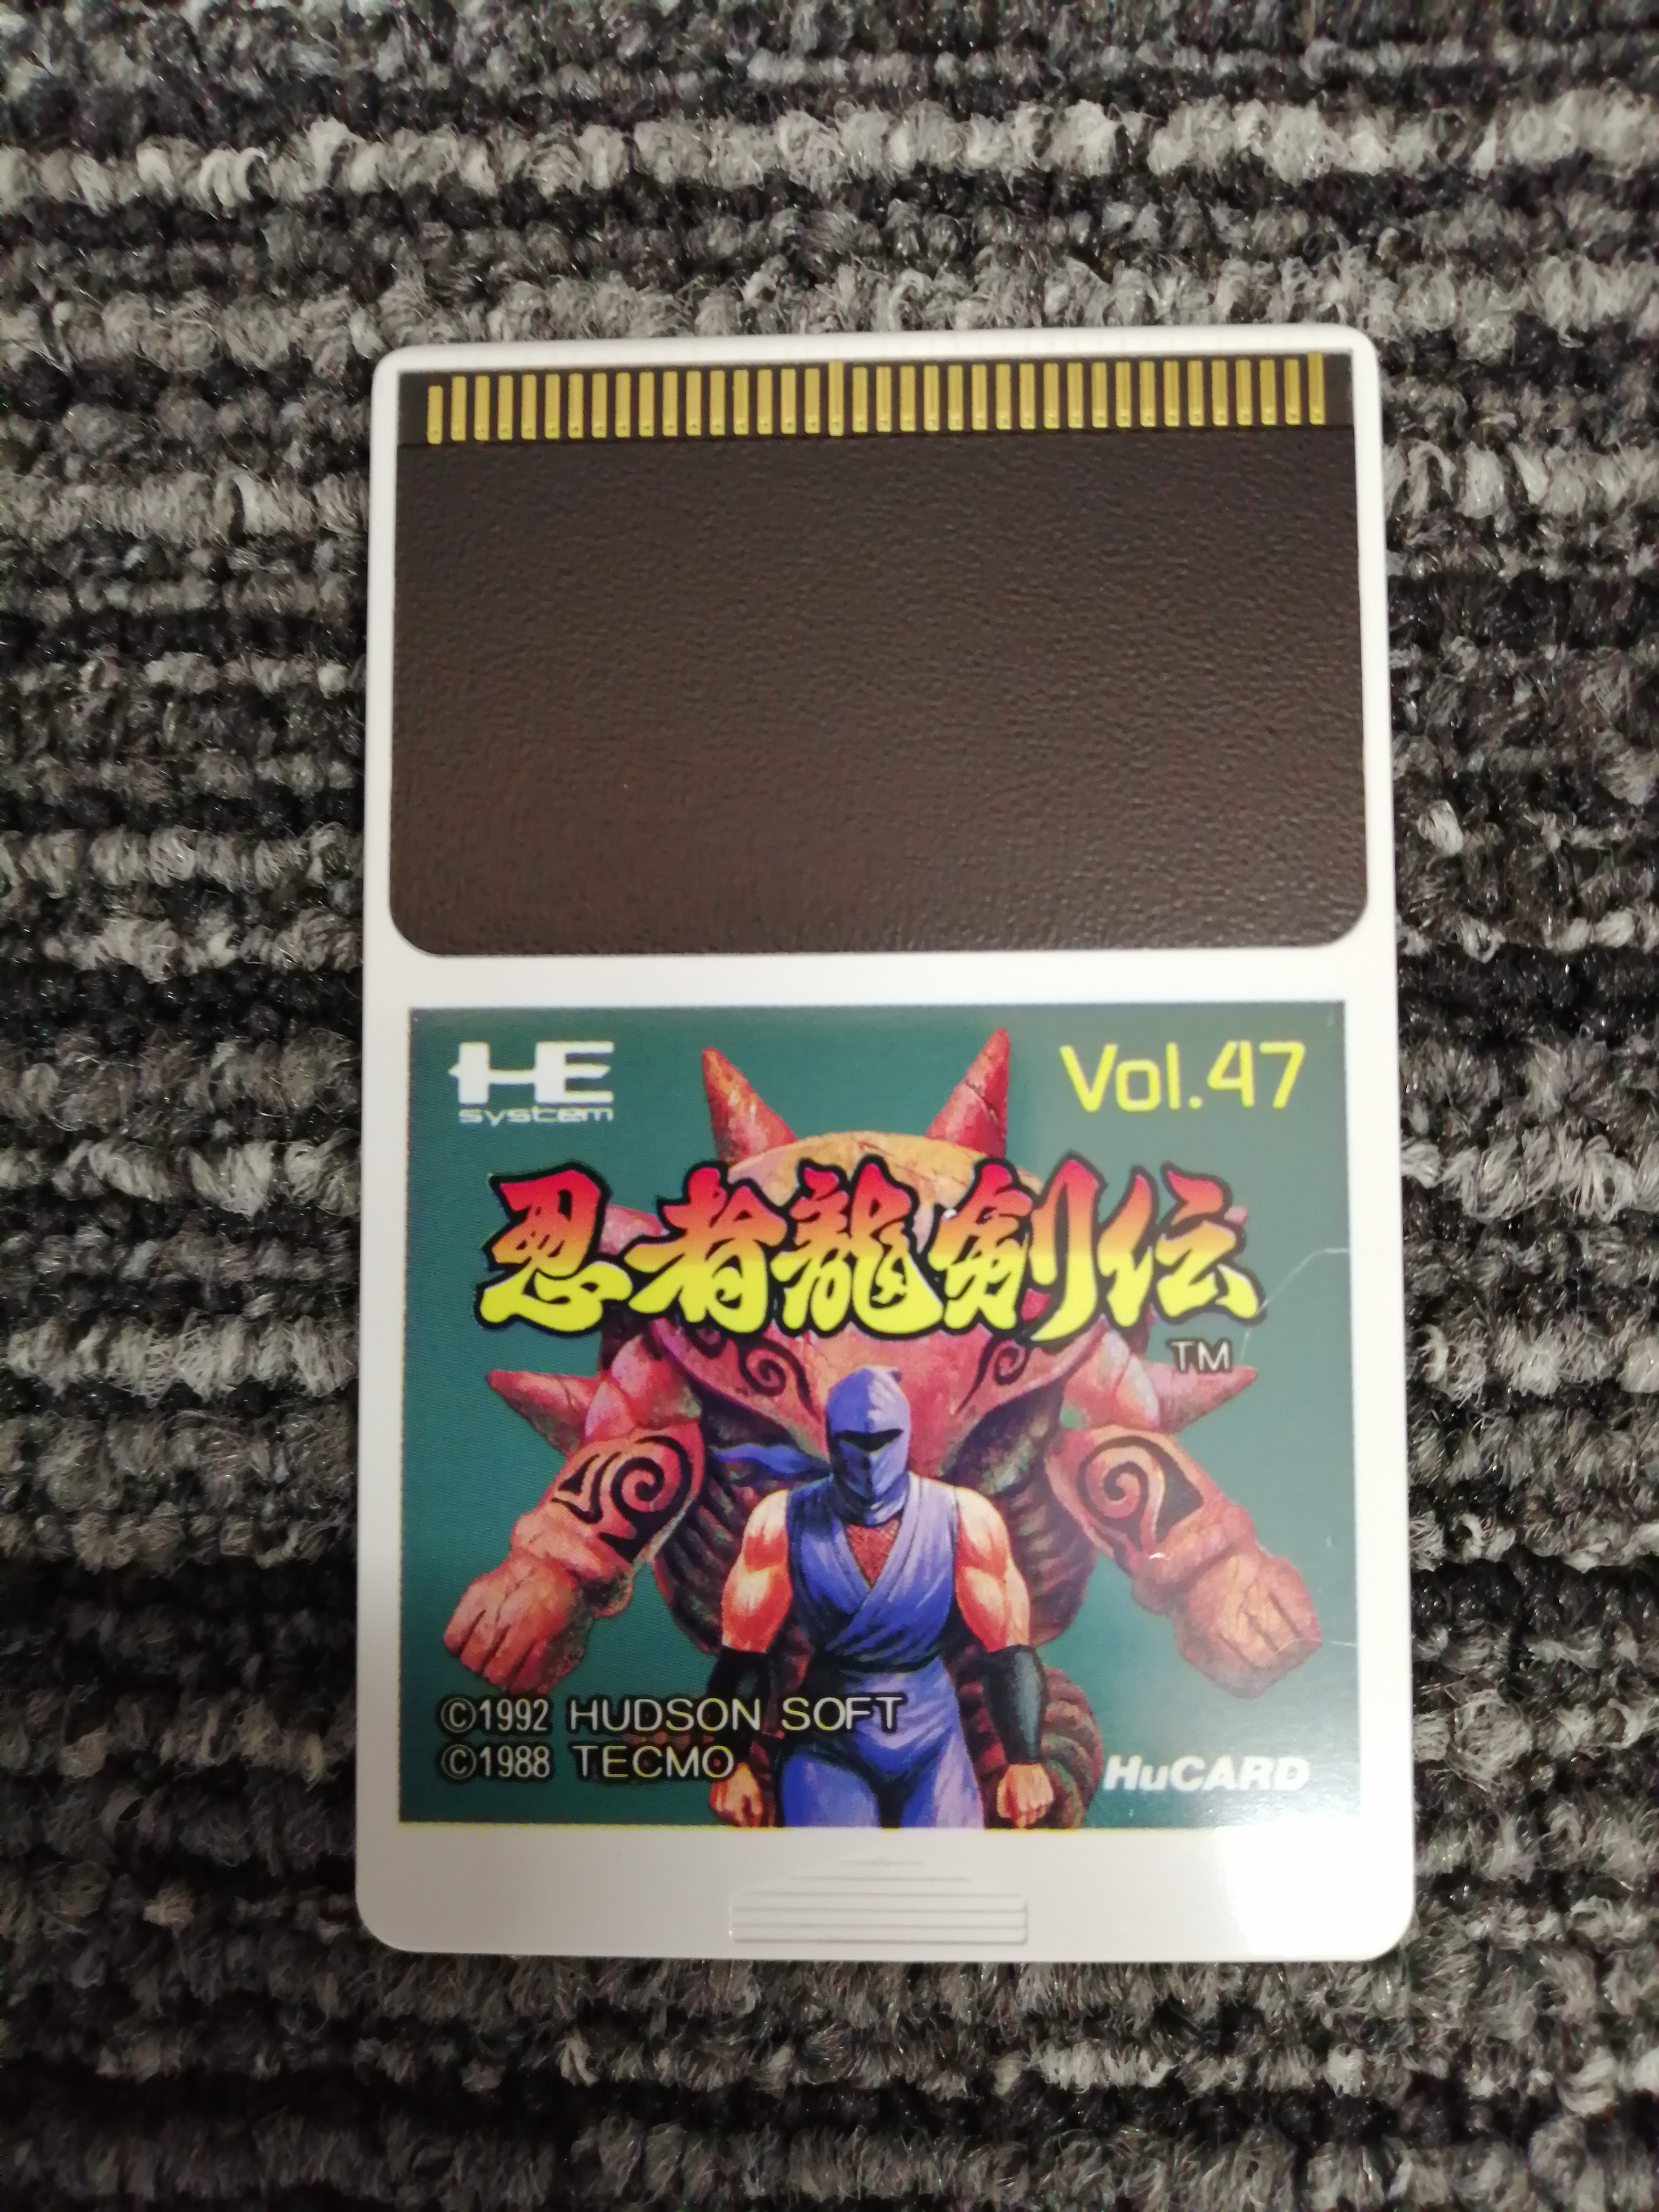 HE
system
Vol.47
忍者龍剣伝
TM
©1992 HUDSON SOFT
©1988 TECMO
HuCARD